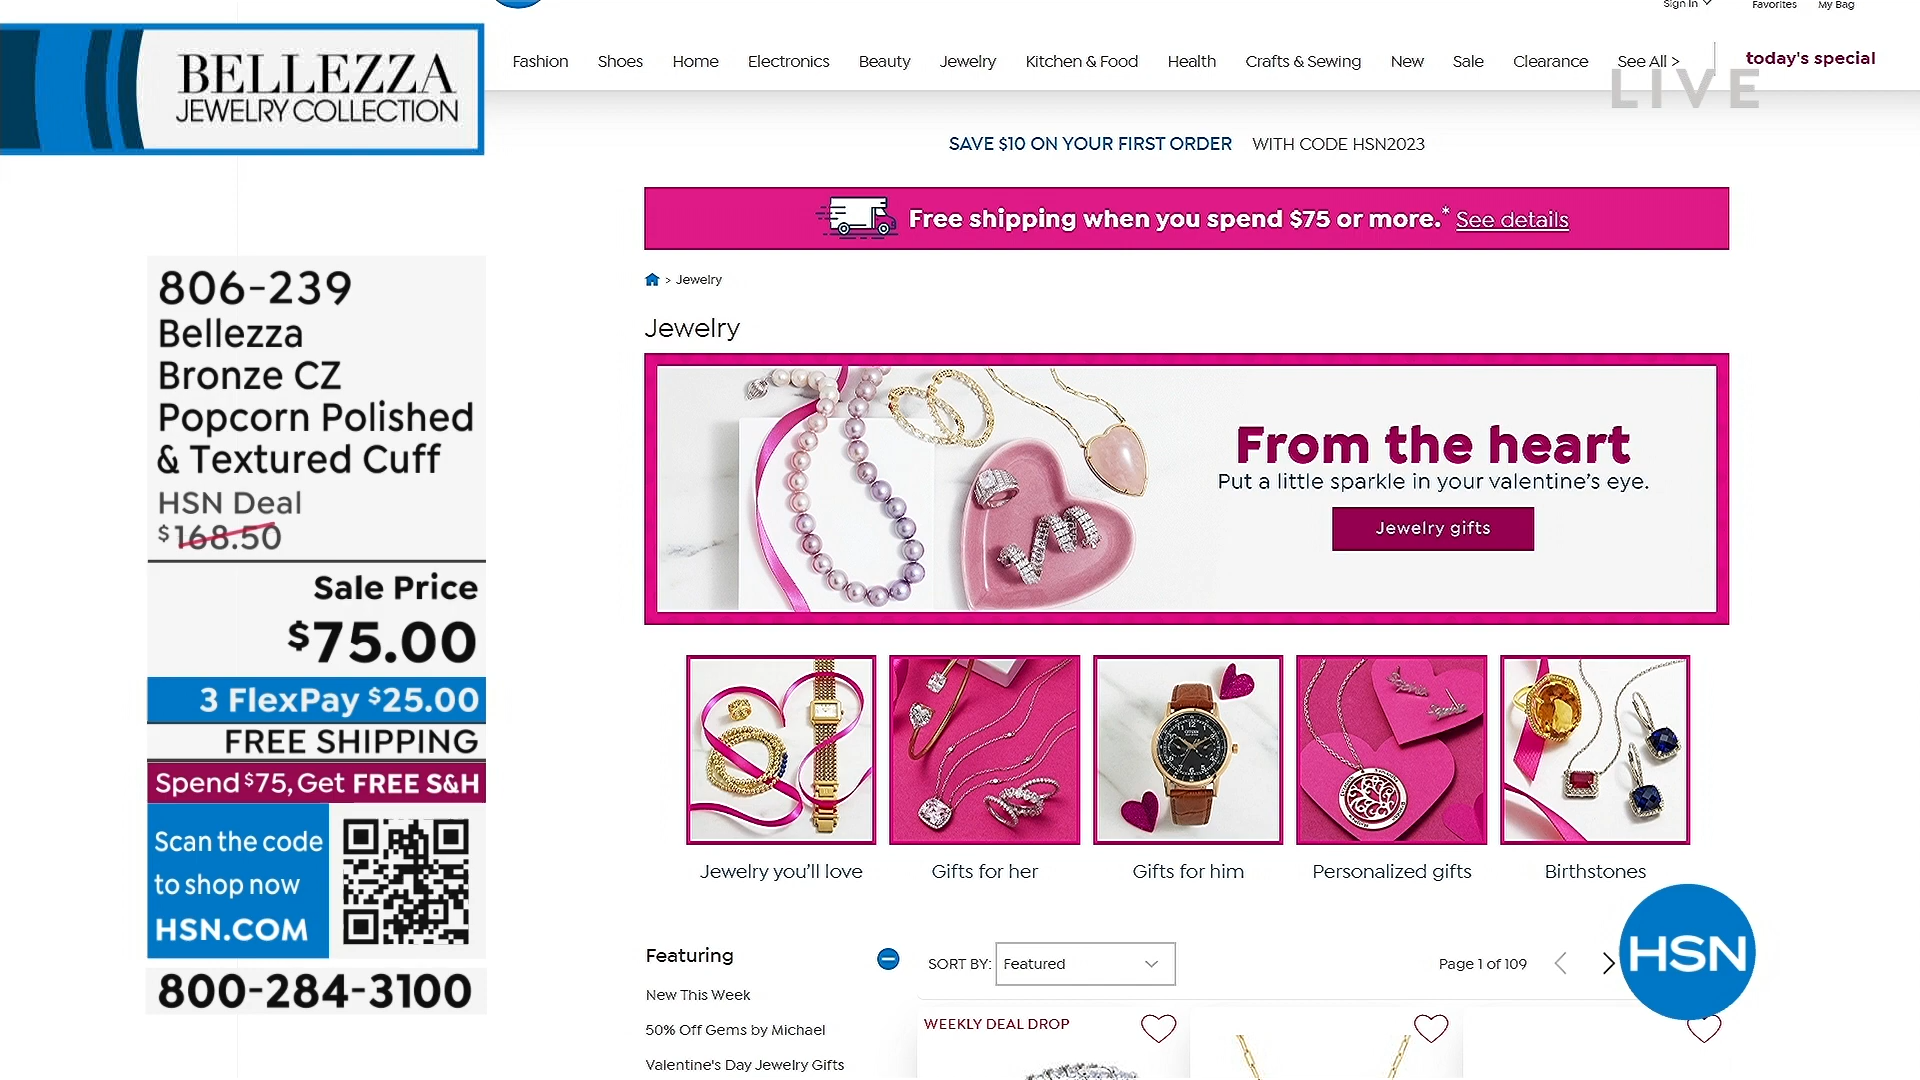 Sign In
Favorites
My Bag
BELLEZZA
JEWELRY COLLECTION
Fashion
Shoes
Home
Electronics
Beauty
Jewelry
Kitchen & Food
Health
Crafts & Sewing
New
Sale
Clearance
See All >
today's special
LIVE
SAVE $10 ON YOUR FIRST ORDER WITH CODE HSN2023
Free shipping when you spend $75 or more.* See details
> Jewelry
Jewelry
From the heart
Put a little sparkle in your valentine's eye.
Jewelry gifts
806-239
Bellezza
Bronze CZ
Popcorn Polished
& Textured Cuff
HSN Deal
$168.50
Sale Price
$75.00
3 FlexPay $25.00
FREE SHIPPING
Spend $75, Get FREE S&H
Scan the code
to shop now
HSN.COM
800-284-3100
Jewelry you'll love
Gifts for her
Gifts for him
Personalized gifts
Birthstones
Featuring
New This Week
50% Off Gems by Michael
Valentine's Day Jewelry Gifts
SORT BY: Featured
Page 1 of 109
HSN
WEEKLY DEAL DROP